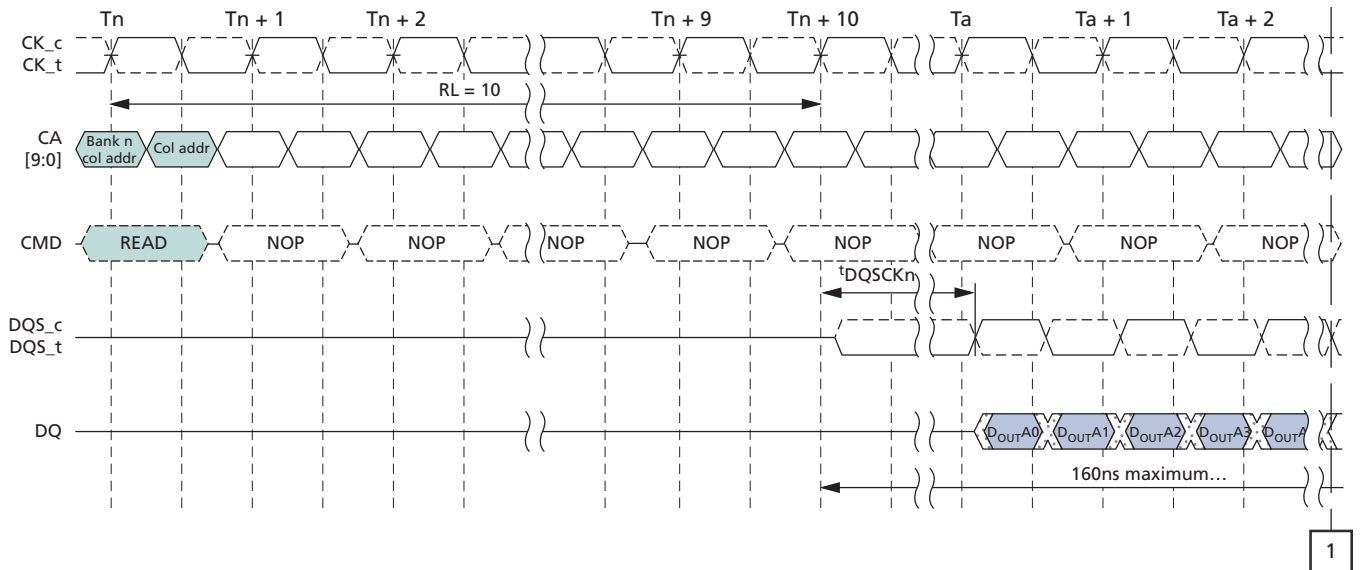 Tn Tn + 1 Tn + 2 Tn + 9 Tn + 10 Ta Ta + 1 Ta + 2
CK_c
CK_t
RL = 10
CA
[9:0]
Bank n
col addr
Col addr
CMD READ NOP NOP NOP NOP NOP NOP NOP NOP
tDQSCKn
DQS_c
DQS_t
DQ DOUTA0 DOUTA1 DOUTA2 DOUTA3 DOUTA
160ns maximum…
1